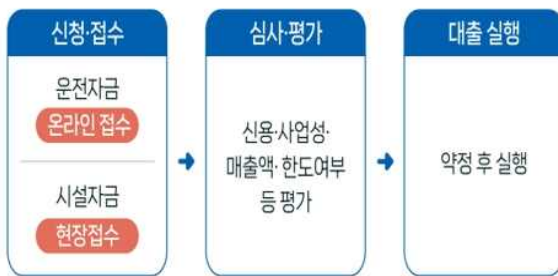 신청·접수
운전자금
온라인 접수
시설자금
현장접수
심사·평가
신용·사업성·
매출액·한도여부
등 평가
대출 실행
약정 후 실행